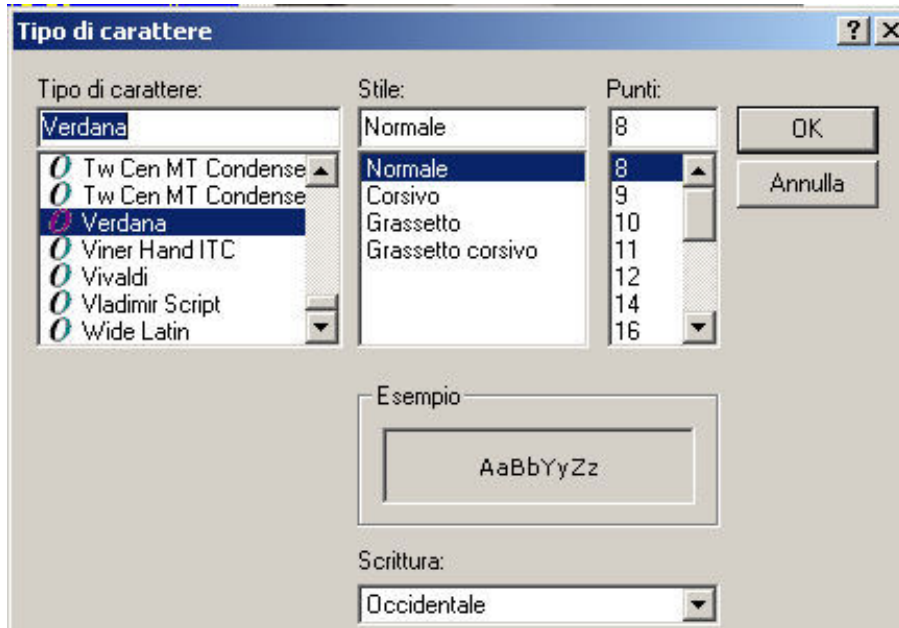 Tipo di carattere
Tipo di carattere:
Verdana
Tw Cen MT Condense
Tw Cen MT Condense
Verdana
Viner Hand ITC
Vivaldi
Vladimir Script
Wide Latin
Stile:
Normale
Normale
Corsivo
Grassetto
Grassetto corsivo
Punti:
8
8
9
10
11
12
14
16
OK
Annulla
Esempio
AaBbYyZz
Scrittura:
Occidentale